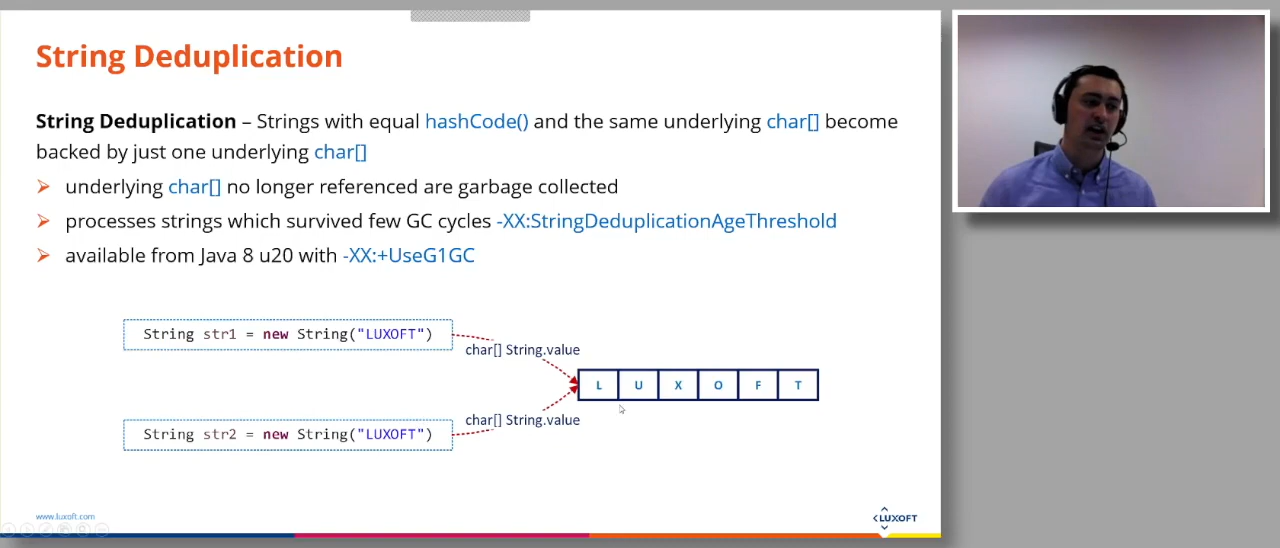 String Deduplication
String Deduplication – Strings with equal hashCode() and the same underlying char[] become
backed by just one underlying char[]
underlying char[] no longer referenced are garbage collected
processes strings which survived few GC cycles -XX:StringDeduplicationAgeThreshold
available from Java 8 u20 with -XX:+UseG1GC
String str1 = new String("LUXOFT")
char[] String.value
L U X O F T
char[] String.value
String str2 = new String("LUXOFT")
www.luxoft.com
LUXOFT